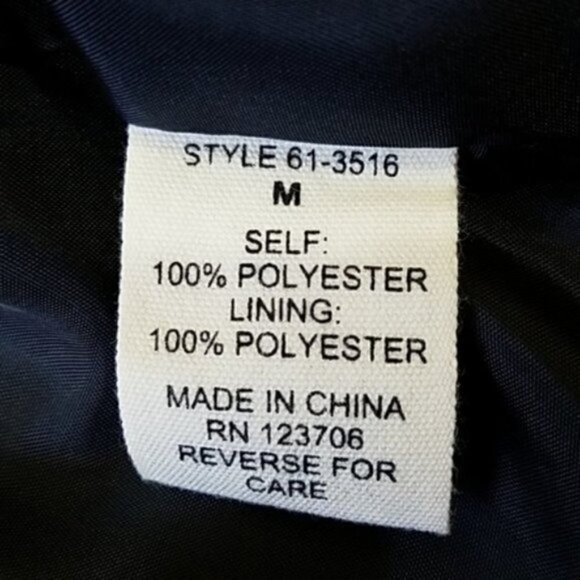 STYLE 61-3516
M
SELF:
100% POLYESTER
LINING:
100% POLYESTER
MADE IN CHINA
RN 123706
REVERSE FOR
CARE